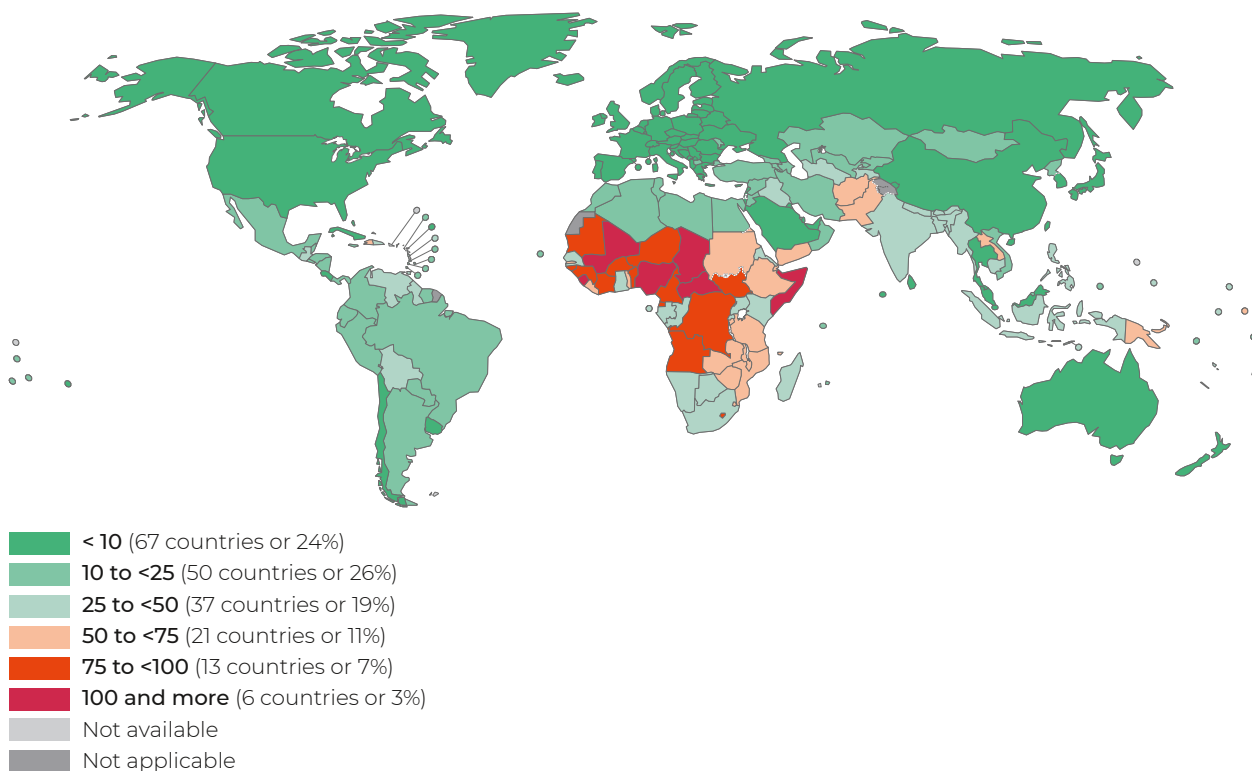 < 10 (67 countries or 24%)
10 to <25 (50 countries or 26%)
25 to <50 (37 countries or 19%)
50 to <75 (21 countries or 11%)
75 to <100 (13 countries or 7%)
100 and more (6 countries or 3%)
Not available
Not applicable